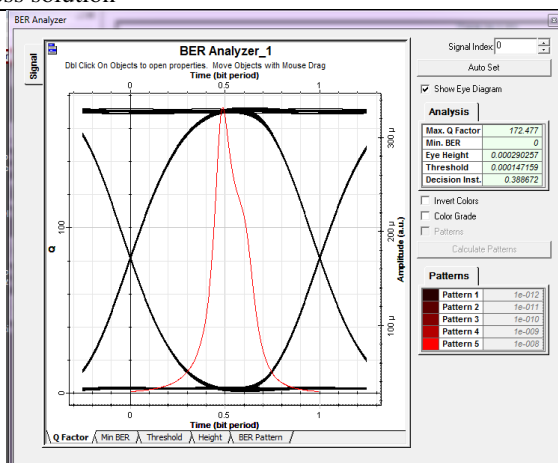 ess solution
BER Analyzer
Signal
BER Analyzer_1
Dbl Click On Objects to open properties. Move Objects with Mouse Drag
Time (bit period)
0 0.5 1
Q
100
0
300 µ
200 µ
100 µ
Amplitude (a.u.)
0 0.5 1
Time (bit period)
Q Factor Min BER Threshold Height BER Pattern
Signal Index: 0
Auto Set
Show Eye Diagram
Analysis
Max. Q Factor 172.477
Min. BER 0
Eye Height 0.000290257
Threshold 0.000147159
Decision Inst. 0.388672
Invert Colors
Color Grade
Patterns
Calculate Patterns
Patterns
Pattern 1 1e-012
Pattern 2 1e-011
Pattern 3 1e-010
Pattern 4 1e-009
Pattern 5 1e-008